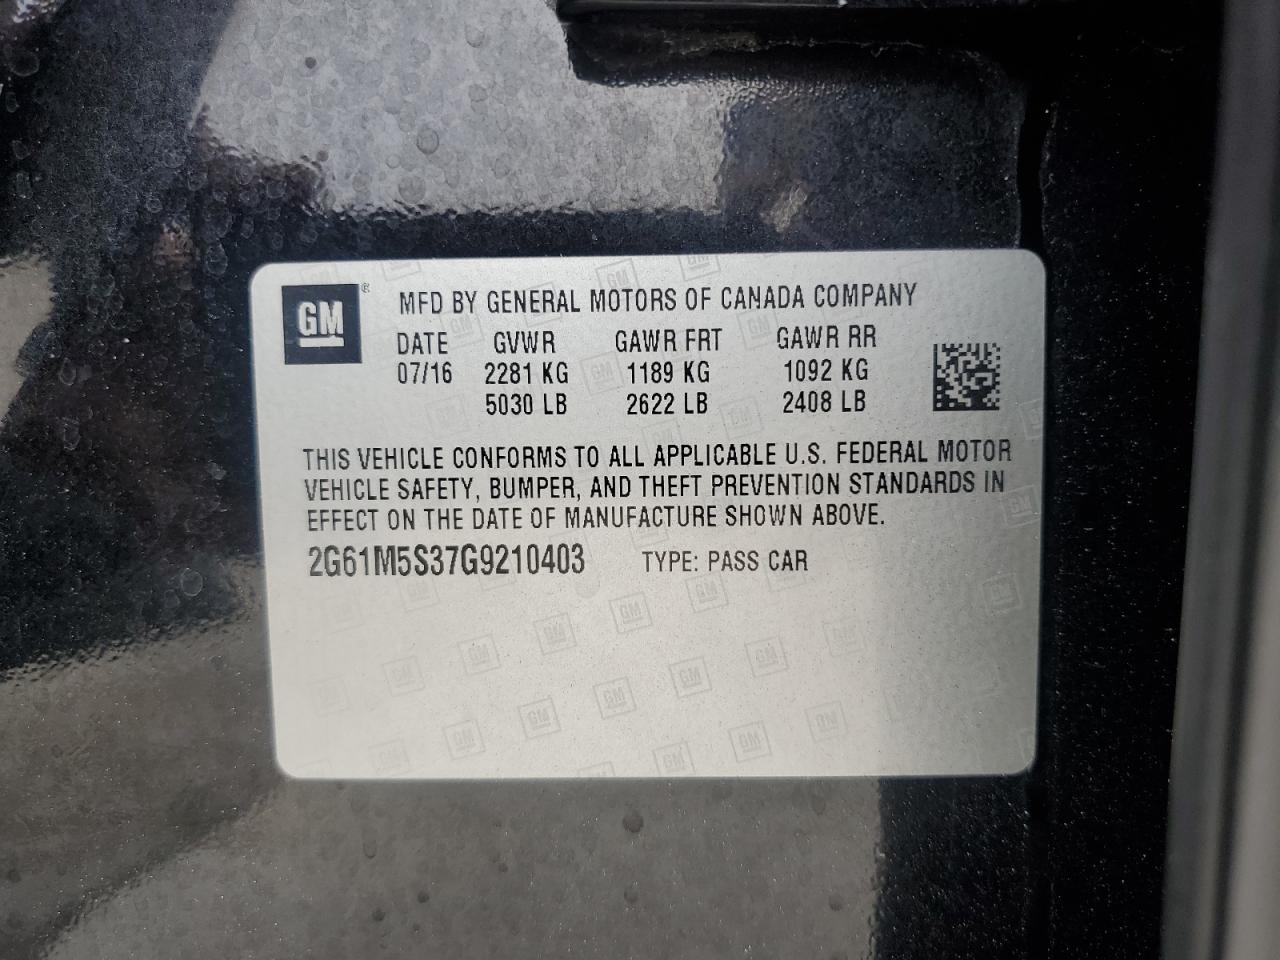 GM ® MFD BY GENERAL MOTORS OF CANADA COMPANY
DATE GVWR GAWR FRT GAWR RR
07/16 2281 KG 1189 KG 1092 KG
5030 LB 2622 LB 2408 LB
THIS VEHICLE CONFORMS TO ALL APPLICABLE U.S. FEDERAL MOTOR
VEHICLE SAFETY, BUMPER, AND THEFT PREVENTION STANDARDS IN
EFFECT ON THE DATE OF MANUFACTURE SHOWN ABOVE.
2G61M5S37G9210403 TYPE: PASS CAR